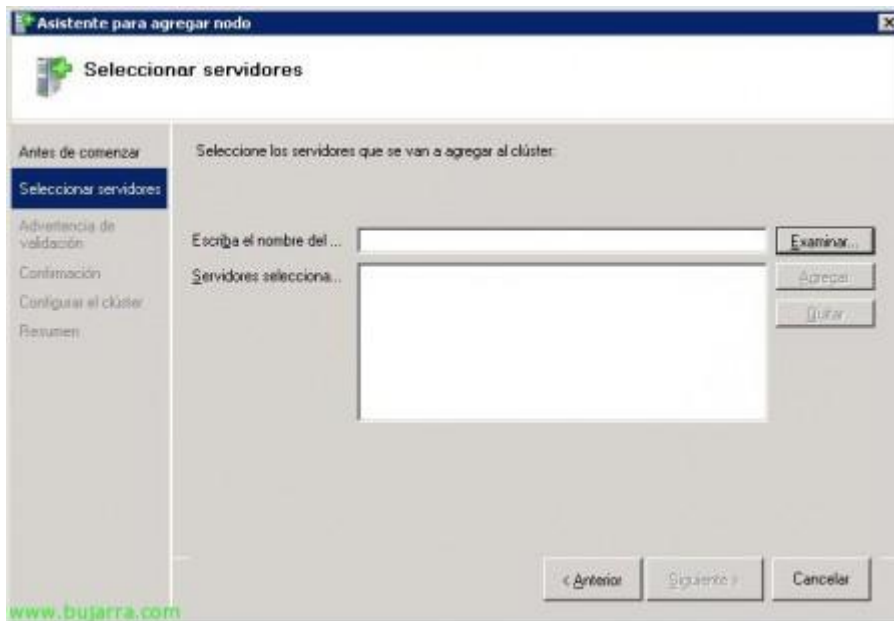 Asistente para agregar nodo
Seleccionar servidores
Antes de comenzar
Seleccionar servidores
Advertencia de
validación
Confirmación
Configurar el clúster
Resumen
Seleccione los servidores que se van a agregar al clúster:
Escriba el nombre del ...
Examinar...
Servidores selecciona...
Agregar
Quitar
< Anterior
Siguiente >
Cancelar
www.bujarra.com